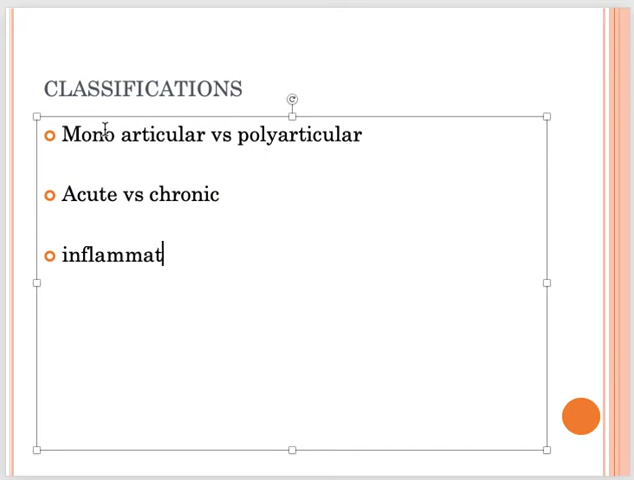 CLASSIFICATIONS
Mono articular vs polyarticular
Acute vs chronic
inflammat